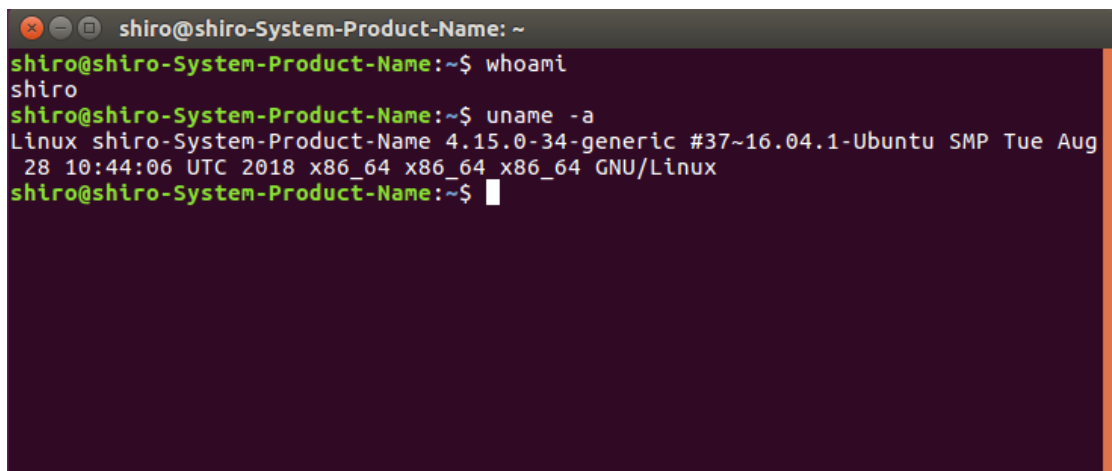 shiro@shiro-System-Product-Name: ~
shiro@shiro-System-Product-Name:~$ whoami
shiro
shiro@shiro-System-Product-Name:~$ uname -a
Linux shiro-System-Product-Name 4.15.0-34-generic #37~16.04.1-Ubuntu SMP Tue Aug
 28 10:44:06 UTC 2018 x86_64 x86_64 x86_64 GNU/Linux
shiro@shiro-System-Product-Name:~$